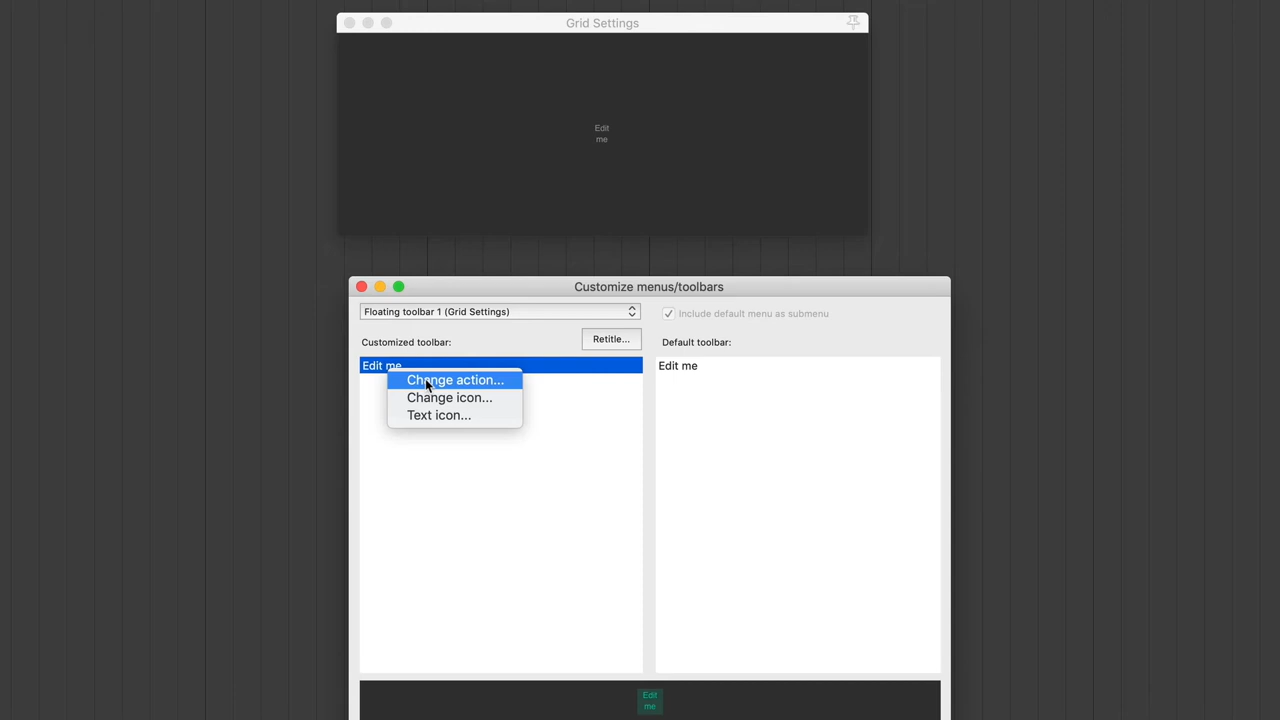 Grid Settings
Edit
me
Customize menus/toolbars
Floating toolbar 1 (Grid Settings)
Include default menu as submenu
Customized toolbar:
Retitle...
Default toolbar:
Edit me
Edit me
Change action...
Change icon...
Text icon...
Edit
me